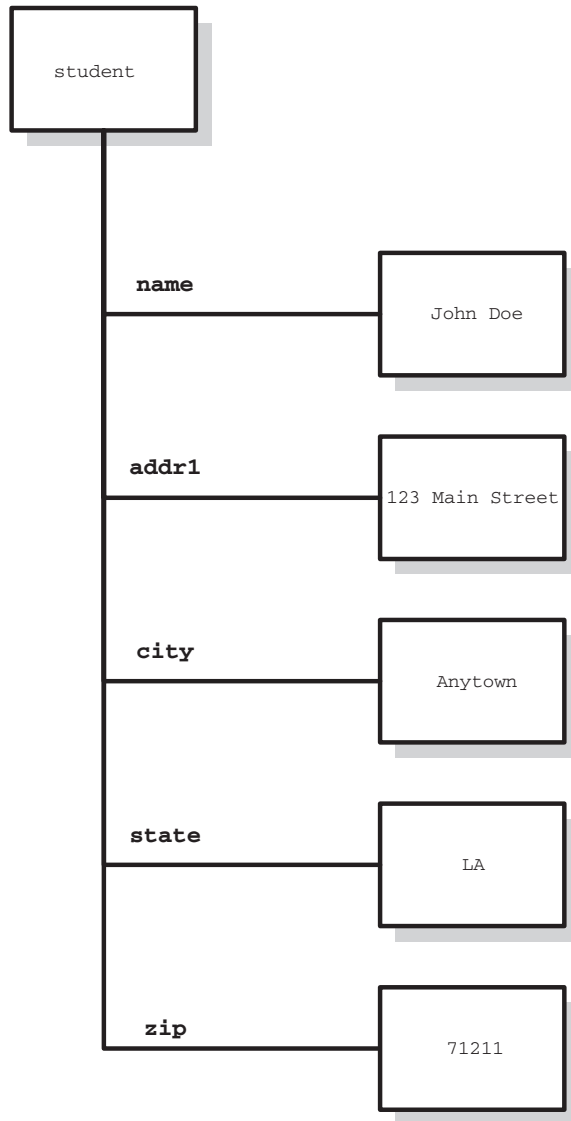 student
name
John Doe
addr1
123 Main Street
city
Anytown
state
LA
zip
71211